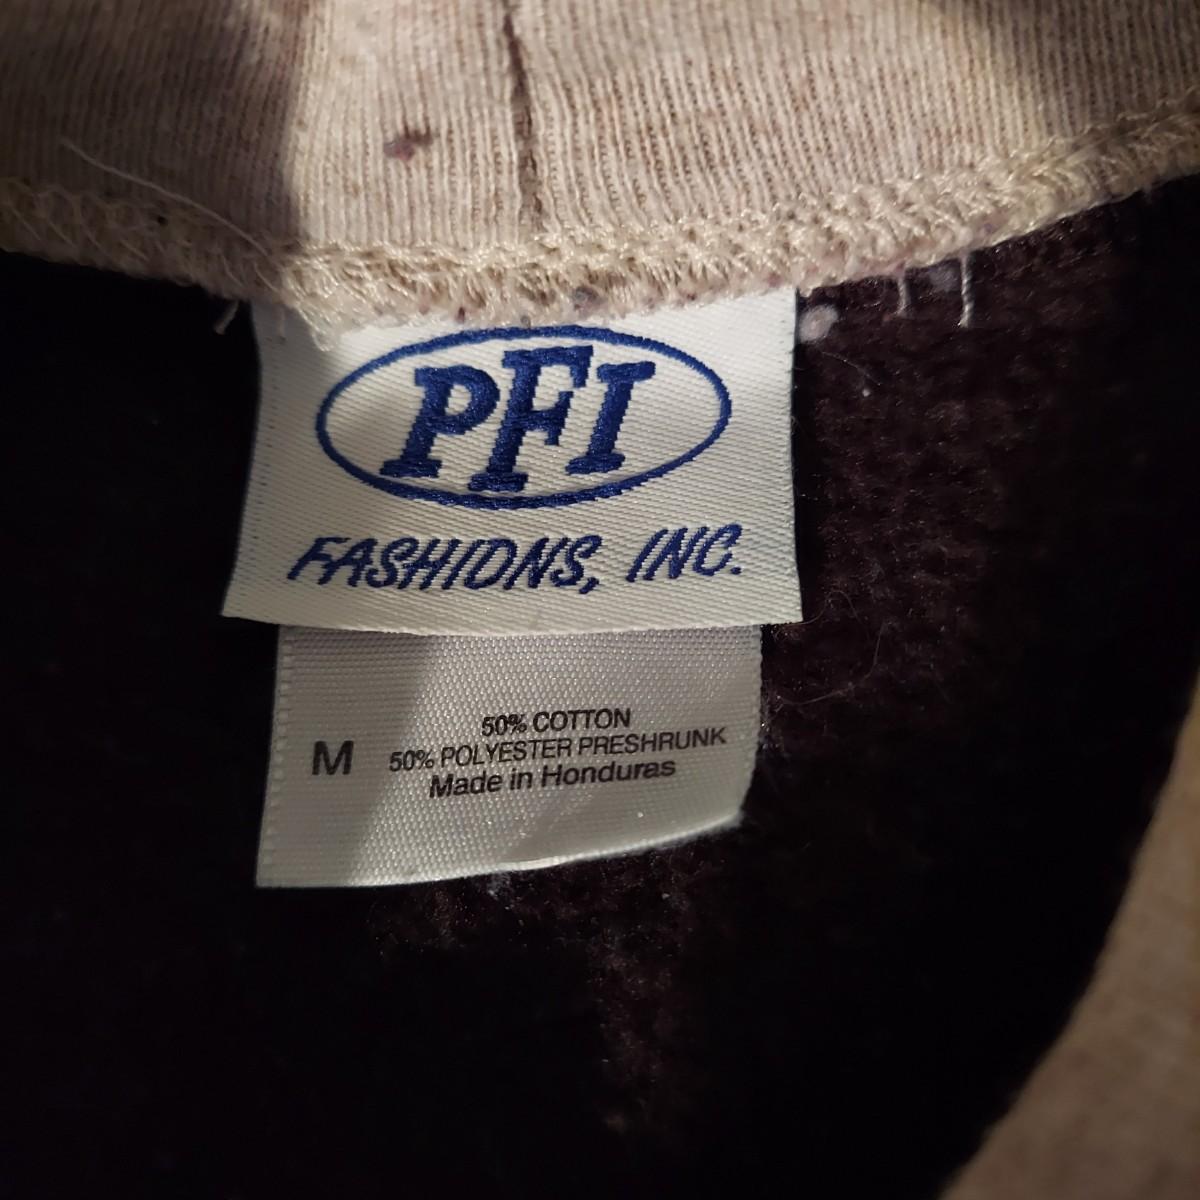 PFI
FASHIONS, INC.
M
50% COTTON
50% POLYESTER PRESHRUNK
Made in Honduras